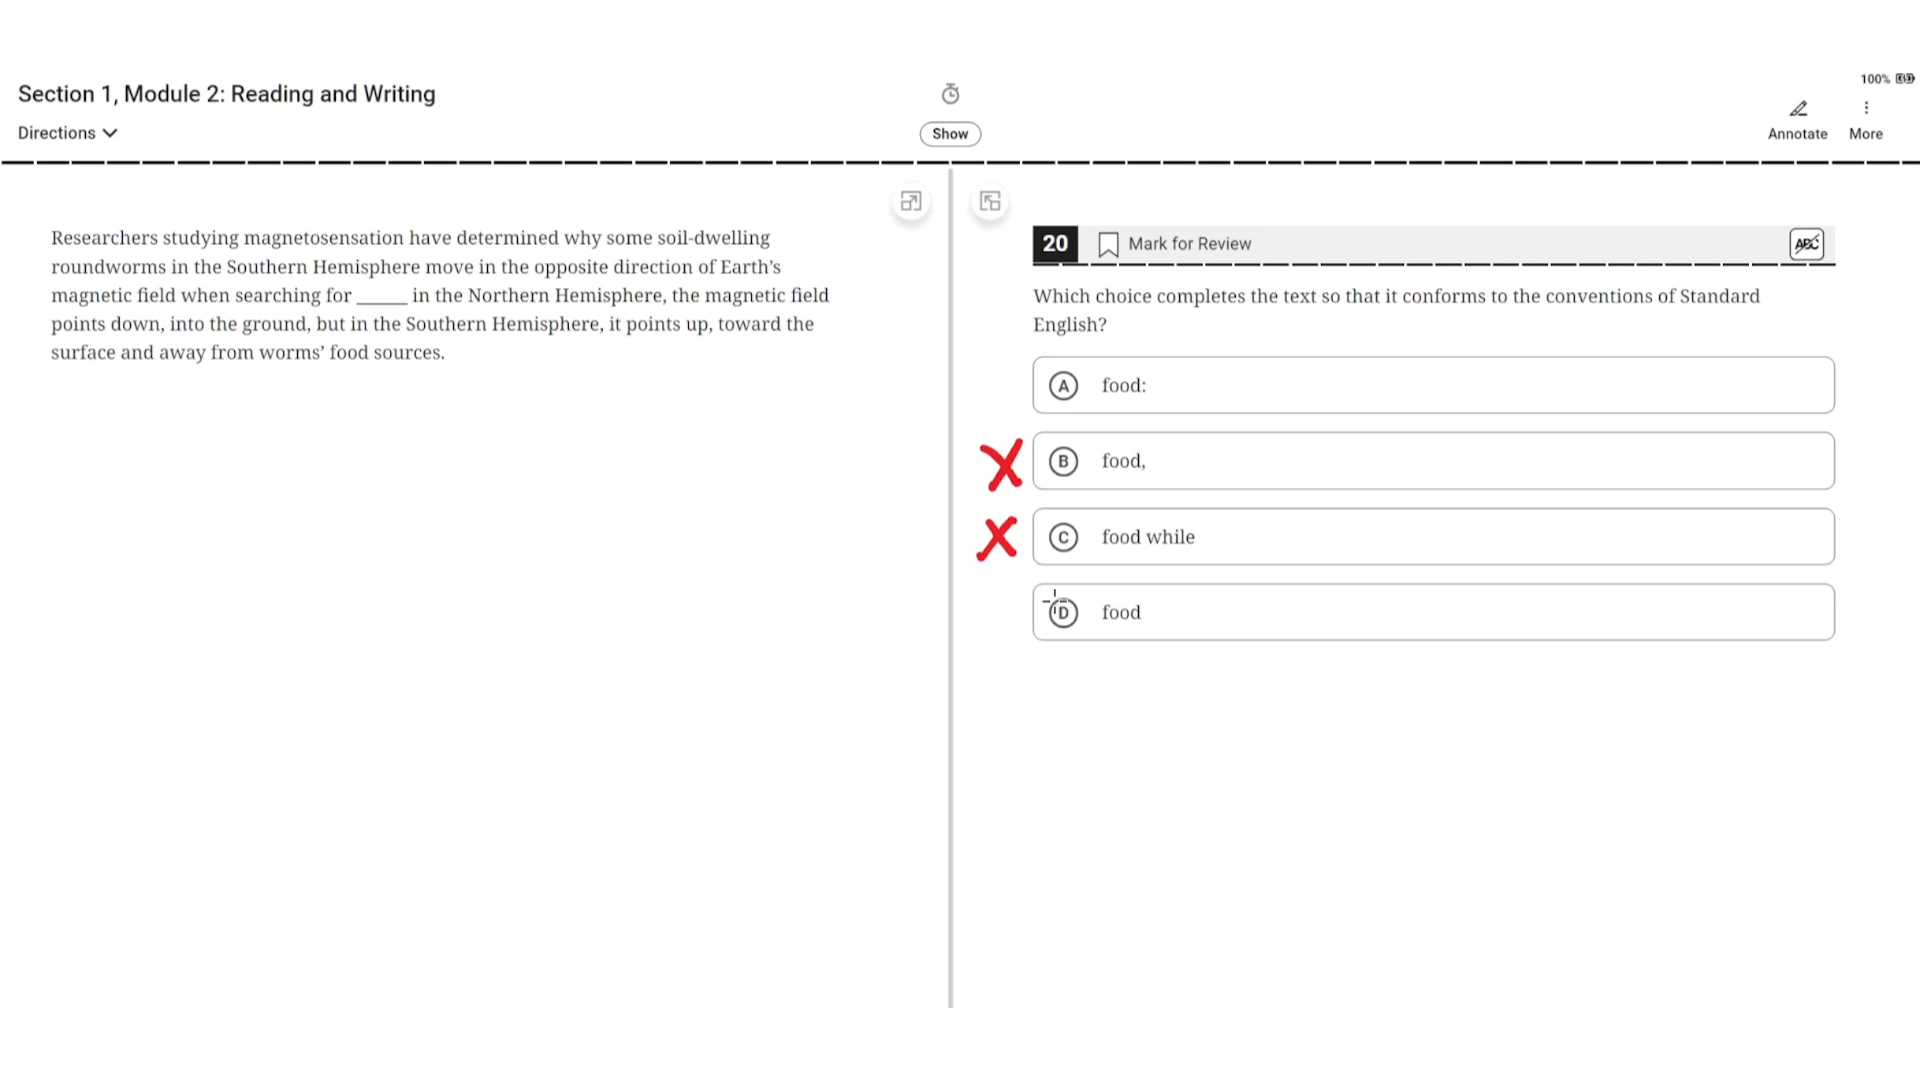 100%
Section 1, Module 2: Reading and Writing
Directions
Show
Annotate
More
Researchers studying magnetosensation have determined why some soil-dwelling
roundworms in the Southern Hemisphere move in the opposite direction of Earth’s
magnetic field when searching for _____ in the Northern Hemisphere, the magnetic field
points down, into the ground, but in the Southern Hemisphere, it points up, toward the
surface and away from worms’ food sources.
20 Mark for Review ABC
Which choice completes the text so that it conforms to the conventions of Standard
English?
A food:
B food,
C food while
D food